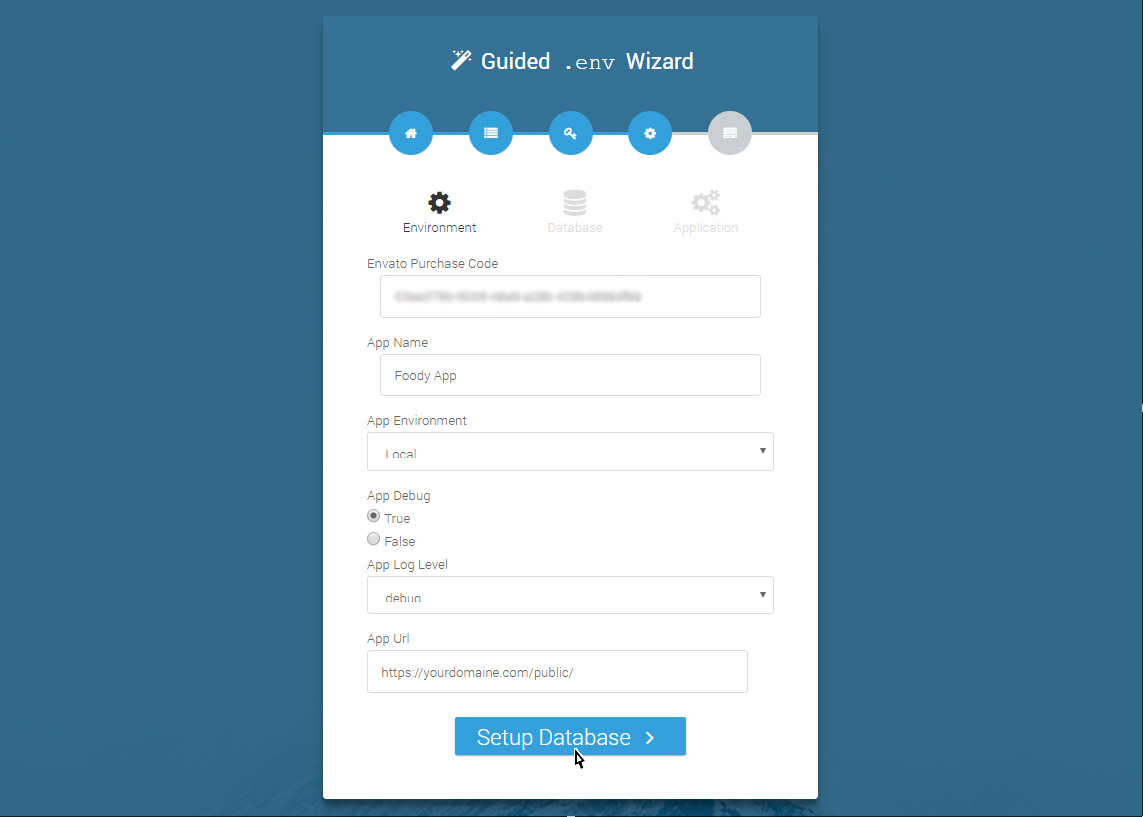 Guided .env Wizard
Environment Database Application
Envato Purchase Code
App Name
Foody App
App Environment
Local
App Debug
True
False
App Log Level
debug
App Url
https://yourdomaine.com/public/
Setup Database